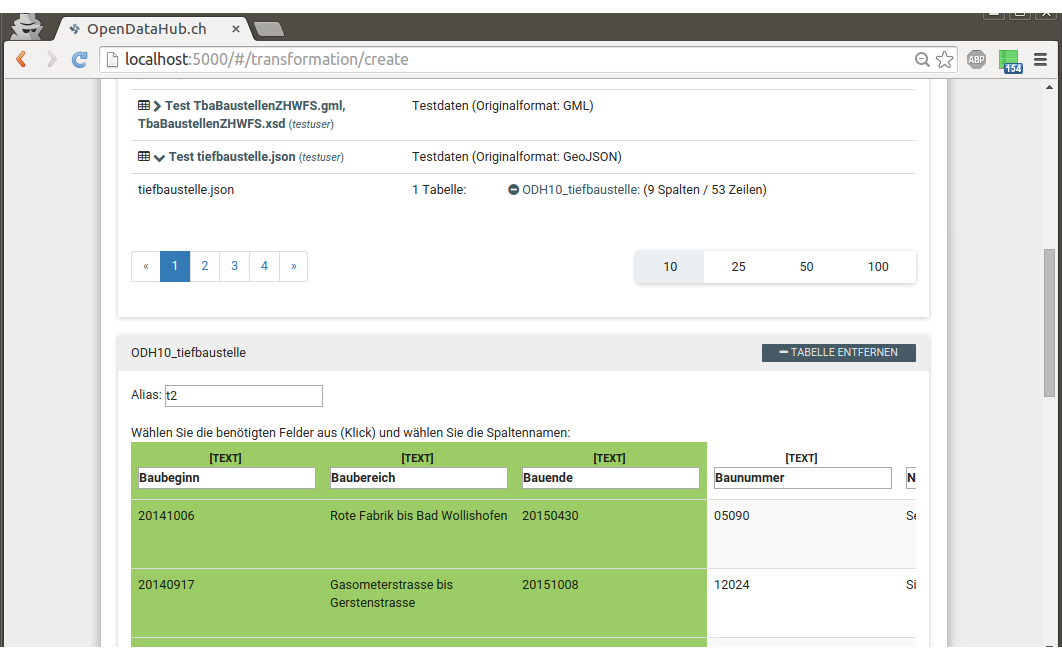 OpenDataHub.ch
localhost:5000/#/transformation/create
ABP
154
Test TbaBaustellenZHWFS.gml, Testdaten (Originalformat: GML)
TbaBaustellenZHWFS.xsd (testuser)
Test tiefbaustelle.json (testuser) Testdaten (Originalformat: GeoJSON)
tiefbaustelle.json 1 Tabelle: ODH10_tiefbaustelle: (9 Spalten / 53 Zeilen)
« 1 2 3 4 » 10 25 50 100
ODH10_tiefbaustelle TABELLE ENTFERNEN
Alias: t2
Wählen Sie die benötigten Felder aus (Klick) und wählen Sie die Spaltennamen:
[TEXT] [TEXT] [TEXT] [TEXT]
Baubeginn Baubereich Bauende Baunummer N
20141006 Rote Fabrik bis Bad Wollishofen 20150430 05090 Se
20140917 Gasometerstrasse bis 20151008 12024 Si
Gerstenstrasse